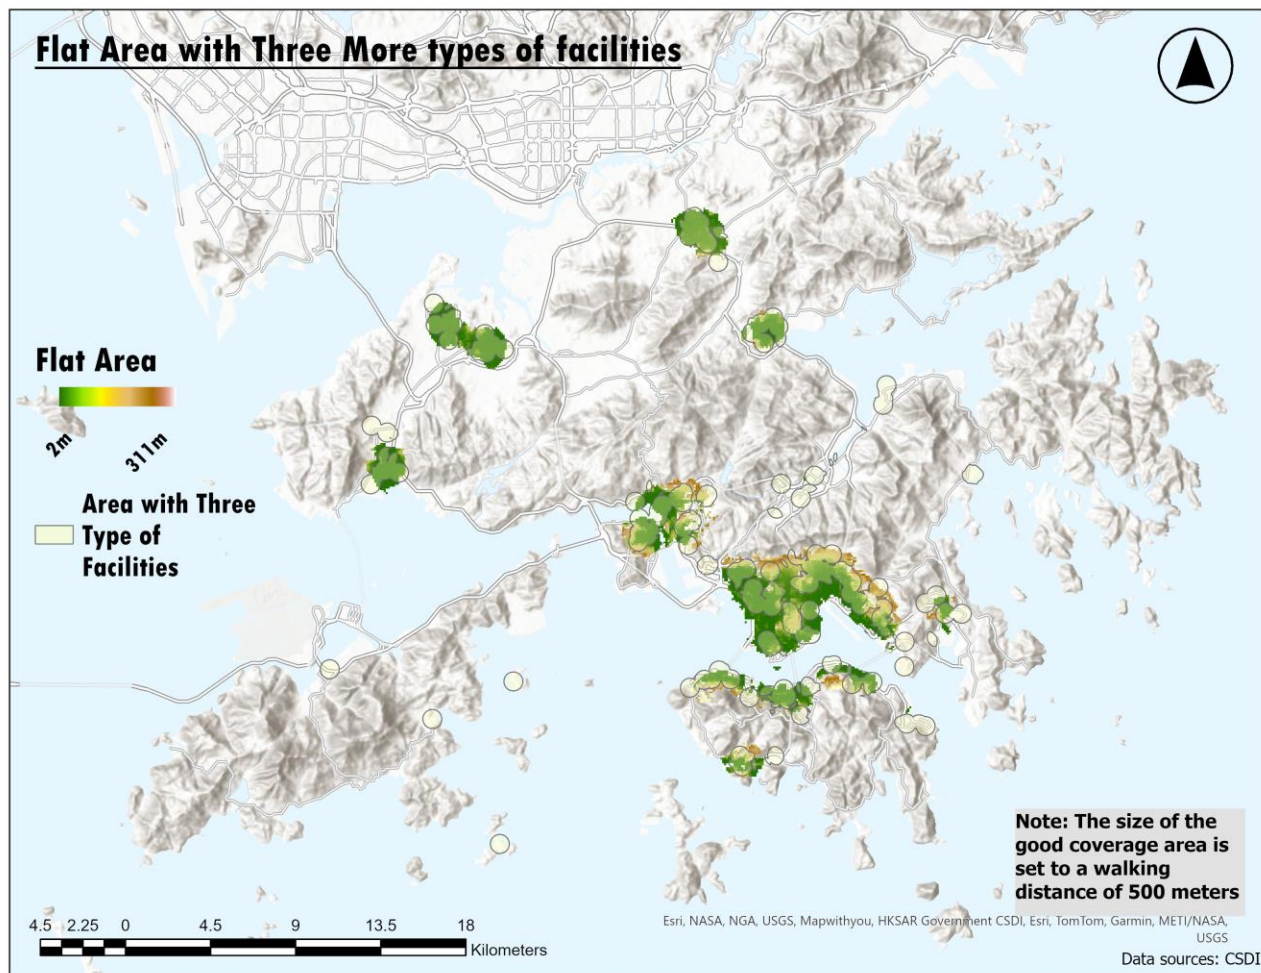 Flat Area with Three More types of facilities
Flat Area
2m
311m
Area with Three
Type of
Facilities
Note: The size of the
good coverage area is
set to a walking
distance of 500 meters
4.5 2.25 0 4.5 9 13.5 18
Kilometers
Esri, NASA, NGA, USGS, Mapwithyou, HKSAR Government CSDI, Esri, TomTom, Garmin, METI/NASA,
USGS
Data sources: CSDI